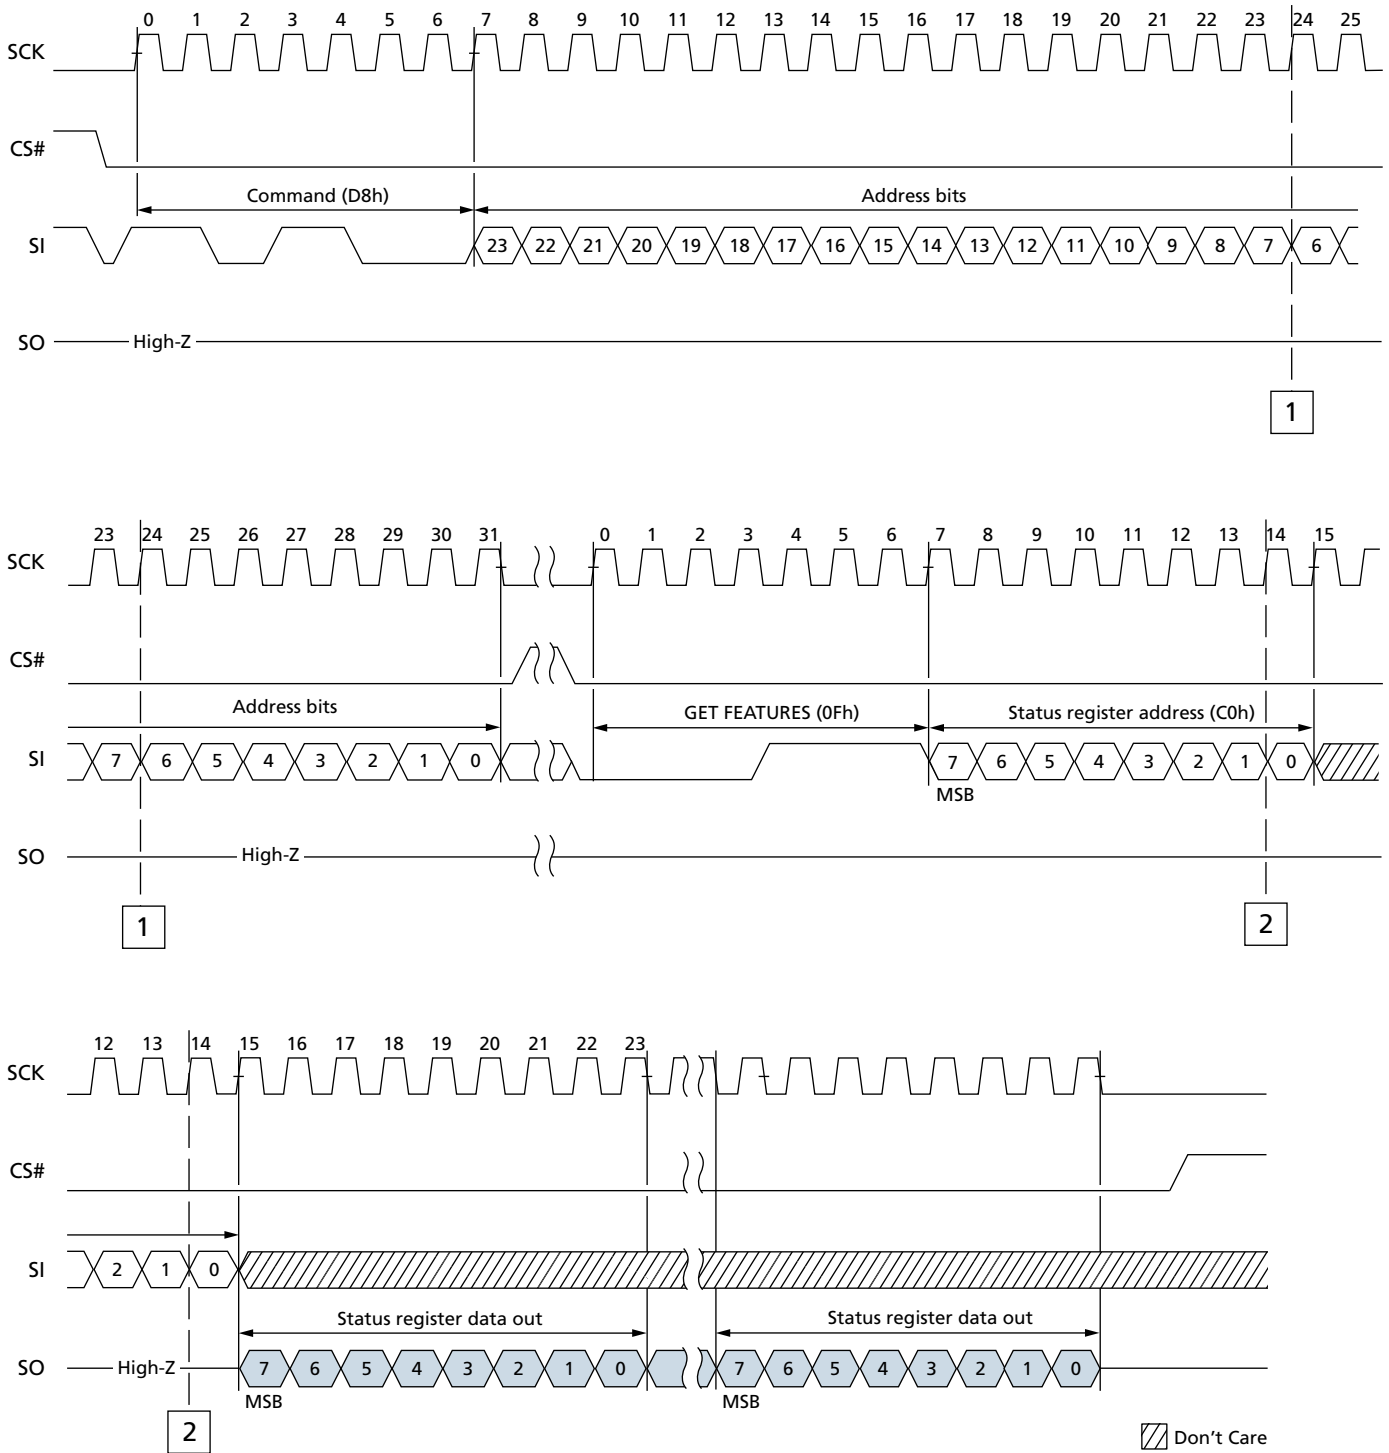 0 1 2 3 4 5 6 7 8 9 10 11 12 13 14 15 16 17 18 19 20 21 22 23 24 25
SCK
CS#
Command (D8h) Address bits
SI 23 22 21 20 19 18 17 16 15 14 13 12 11 10 9 8 7 6
SO High-Z
1
23 24 25 26 27 28 29 30 31 0 1 2 3 4 5 6 7 8 9 10 11 12 13 14 15
SCK
CS#
Address bits GET FEATURES (0Fh) Status register address (C0h)
SI 7 6 5 4 3 2 1 0 7 6 5 4 3 2 1 0
MSB
SO High-Z
1 2
12 13 14 15 16 17 18 19 20 21 22 23
SCK
CS#
SI 2 1 0
Status register data out Status register data out
SO High-Z 7 6 5 4 3 2 1 0 7 6 5 4 3 2 1 0
MSB MSB
2
Don't Care